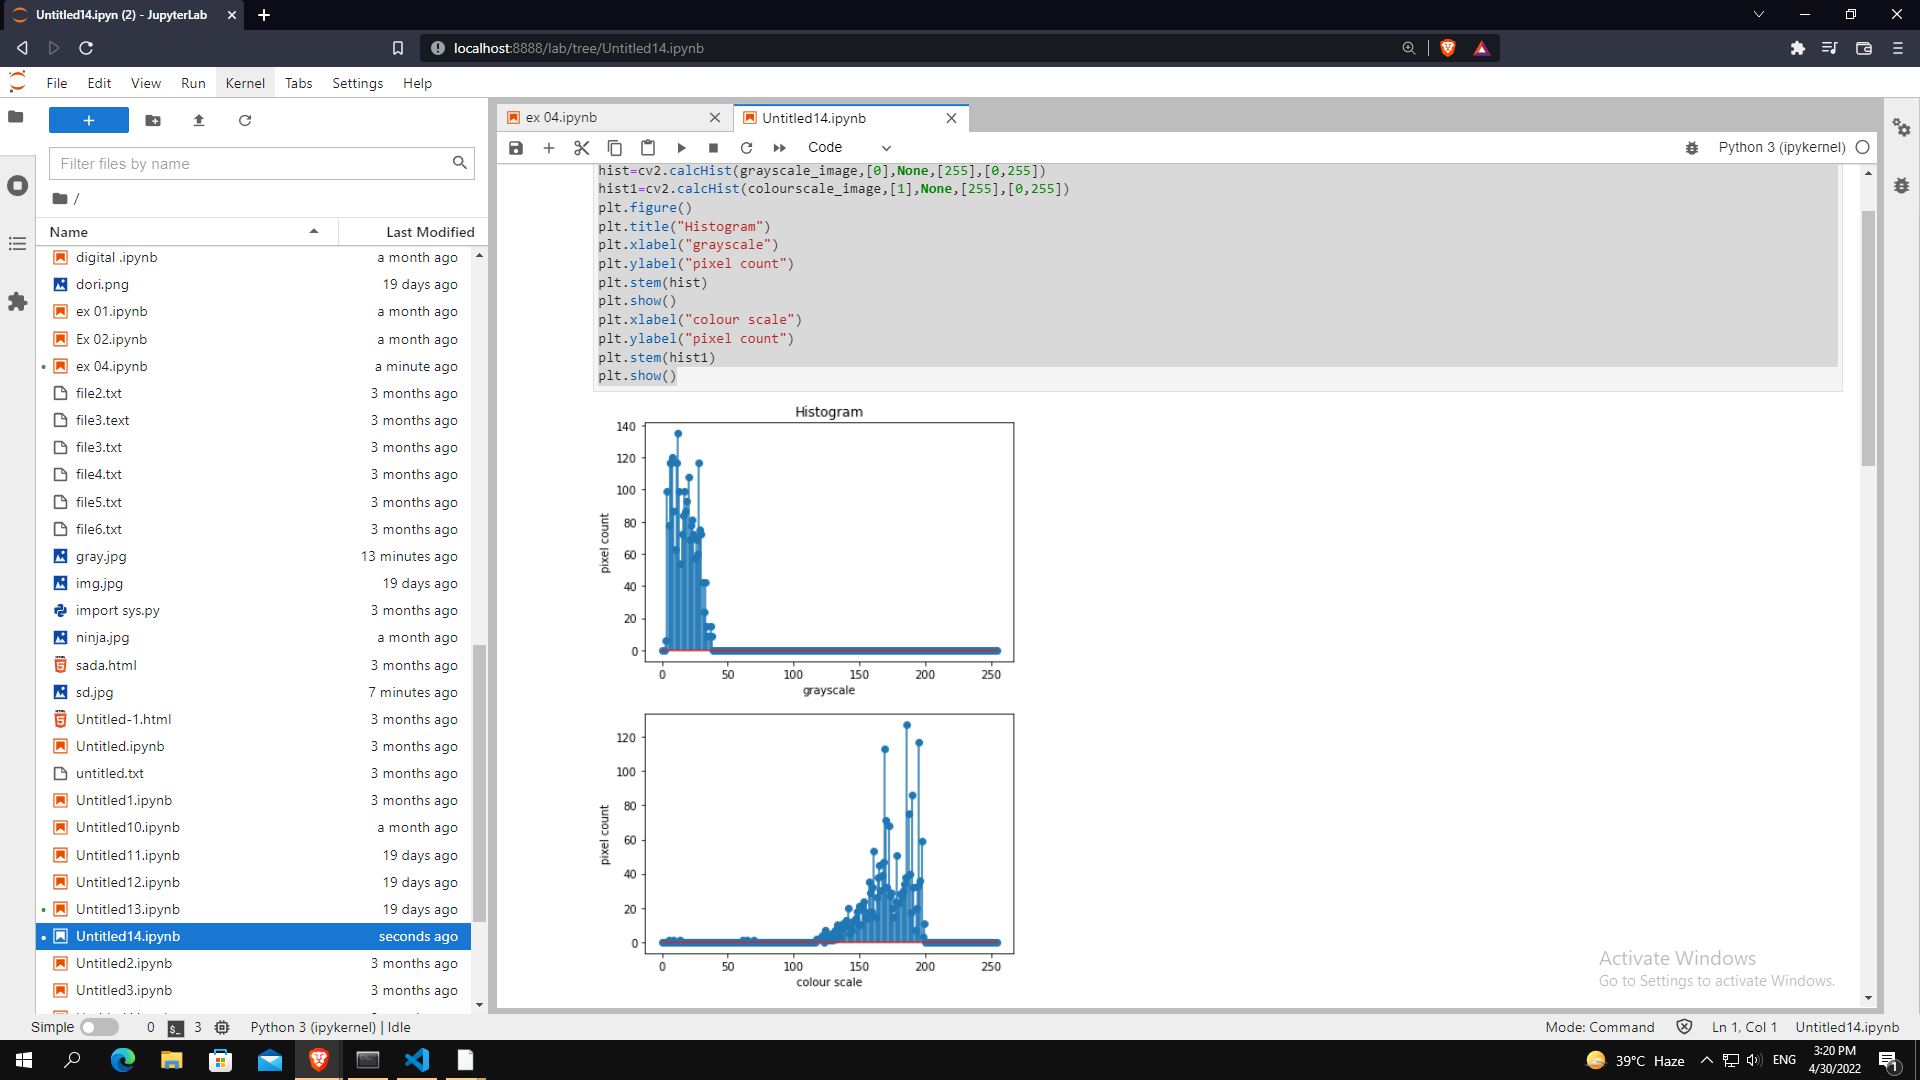 Untitled14.ipyn (2) - JupyterLab
localhost:8888/lab/tree/Untitled14.ipynb
File Edit View Run Kernel Tabs Settings Help
ex 04.ipynb
Untitled14.ipynb
Code
Python 3 (ipykernel)
Filter files by name
/
Name Last Modified
digital .ipynb a month ago
dori.png 19 days ago
ex 01.ipynb a month ago
Ex 02.ipynb a month ago
ex 04.ipynb a minute ago
file2.txt 3 months ago
file3.text 3 months ago
file3.txt 3 months ago
file4.txt 3 months ago
file5.txt 3 months ago
file6.txt 3 months ago
gray.jpg 13 minutes ago
img.jpg 19 days ago
import sys.py 3 months ago
ninja.jpg a month ago
sada.html 3 months ago
sd.jpg 7 minutes ago
Untitled-1.html 3 months ago
Untitled.ipynb 3 months ago
untitled.txt 3 months ago
Untitled1.ipynb 3 months ago
Untitled10.ipynb a month ago
Untitled11.ipynb 19 days ago
Untitled12.ipynb 19 days ago
Untitled13.ipynb 19 days ago
Untitled14.ipynb seconds ago
Untitled2.ipynb 3 months ago
Untitled3.ipynb 3 months ago
hist=cv2.calcHist(grayscale_image,[0],None,[255],[0,255])
hist1=cv2.calcHist(colourscale_image,[1],None,[255],[0,255])
plt.figure()
plt.title("Histogram")
plt.xlabel("grayscale")
plt.ylabel("pixel count")
plt.stem(hist)
plt.show()
plt.xlabel("colour scale")
plt.ylabel("pixel count")
plt.stem(hist1)
plt.show()
Histogram
140
120
100
80
60
40
20
0
pixel count
0 50 100 150 200 250
grayscale
120
100
80
60
40
20
0
pixel count
0 50 100 150 200 250
colour scale
Activate Windows
Go to Settings to activate Windows.
Simple 0 $_ 3 Python 3 (ipykernel) | Idle
Mode: Command Ln 1, Col 1 Untitled14.ipynb
39°C Haze ENG
3:20 PM
4/30/2022
1